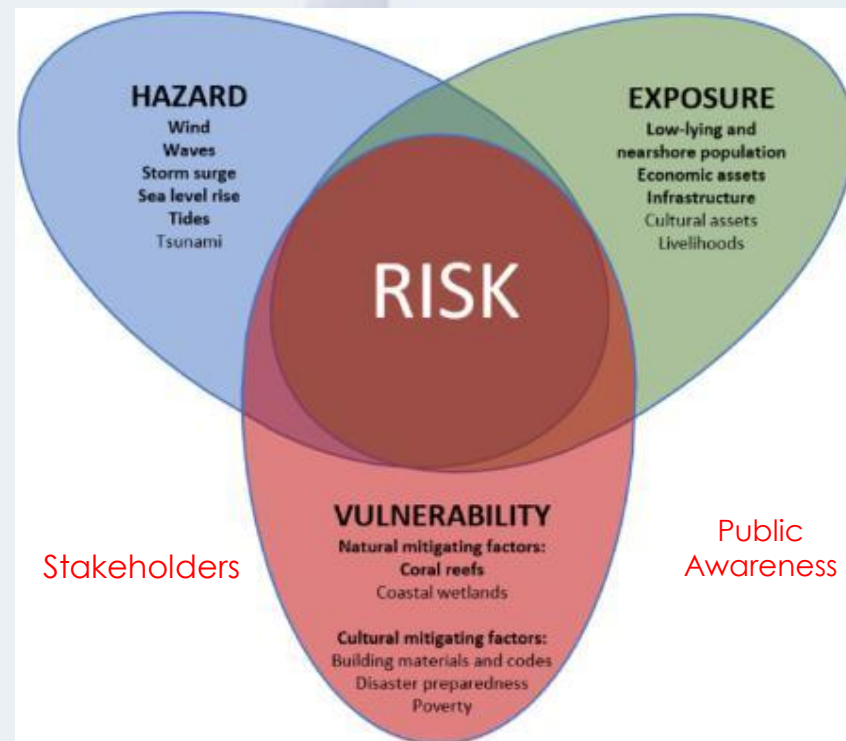 HAZARD
Wind
Waves
Storm surge
Sea level rise
Tides
Tsunami
EXPOSURE
Low-lying and
nearshore population
Economic assets
Infrastructure
Cultural assets
Livelihoods
RISK
VULNERABILITY
Natural mitigating factors:
Coral reefs
Coastal wetlands
Cultural mitigating factors:
Building materials and codes
Disaster preparedness
Poverty
Stakeholders
Public
Awareness